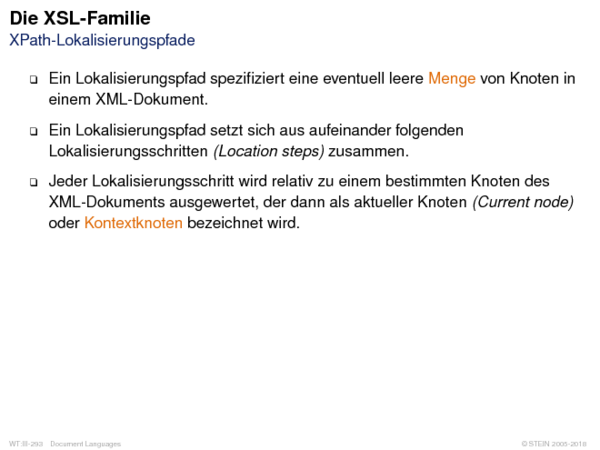 Die XSL-Familie
XPath-Lokalisierungspfade
❑ Ein Lokalisierungspfad spezifiziert eine eventuell leere Menge von Knoten in
einem XML-Dokument.
❑ Ein Lokalisierungspfad setzt sich aus aufeinander folgenden
Lokalisierungsschritten (Location steps) zusammen.
❑ Jeder Lokalisierungsschritt wird relativ zu einem bestimmten Knoten des
XML-Dokuments ausgewertet, der dann als aktueller Knoten (Current node)
oder Kontextknoten bezeichnet wird.
WT:III-293 Document Languages © STEIN 2005-2018